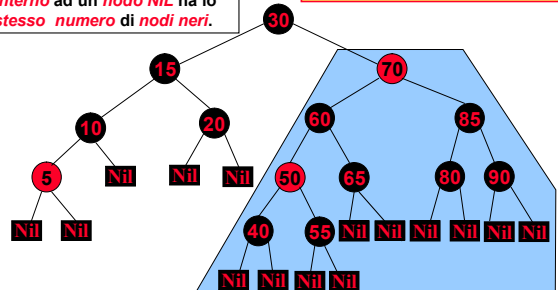 interno ad un nodo NIL ha lo
stesso numero di nodi neri.
30
15 70
10 20 60 85
5 Nil Nil Nil 50 65 80 90
Nil Nil 40 55 Nil Nil Nil Nil Nil Nil
Nil Nil Nil Nil